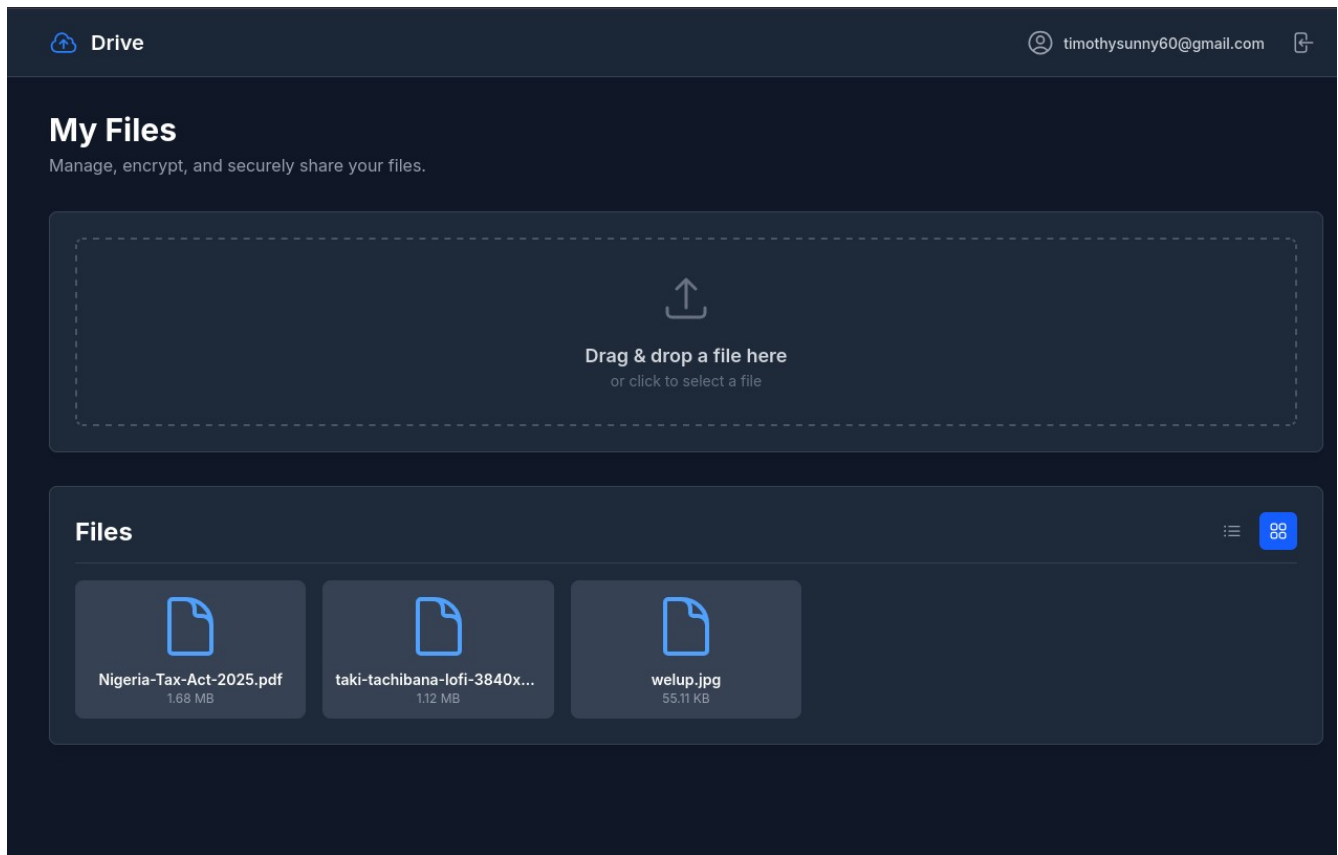 Drive
timothysunny60@gmail.com
My Files
Manage, encrypt, and securely share your files.
Drag & drop a file here
or click to select a file
Files
Nigeria-Tax-Act-2025.pdf
1.68 MB
taki-tachibana-lofi-3840x...
1.12 MB
welup.jpg
55.11 KB